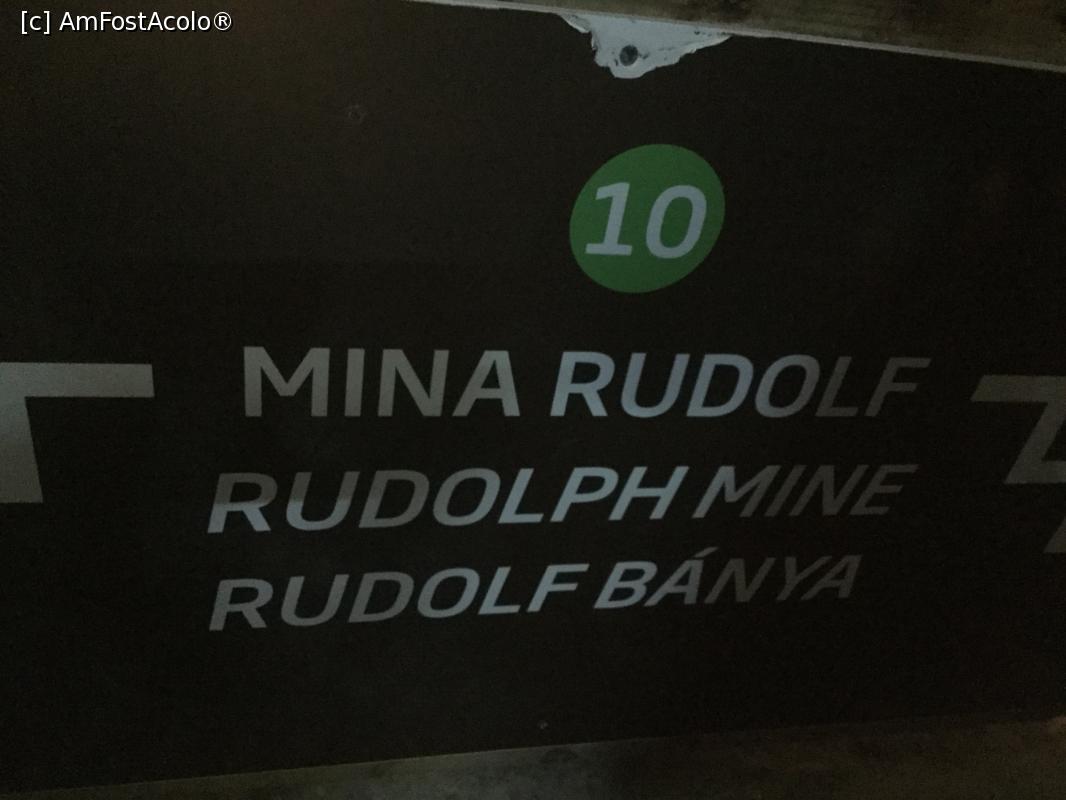 [c] AmFostAcolo®
10
MINA RUDOLF
RUDOLPH MINE
RUDOLF BÁNYA